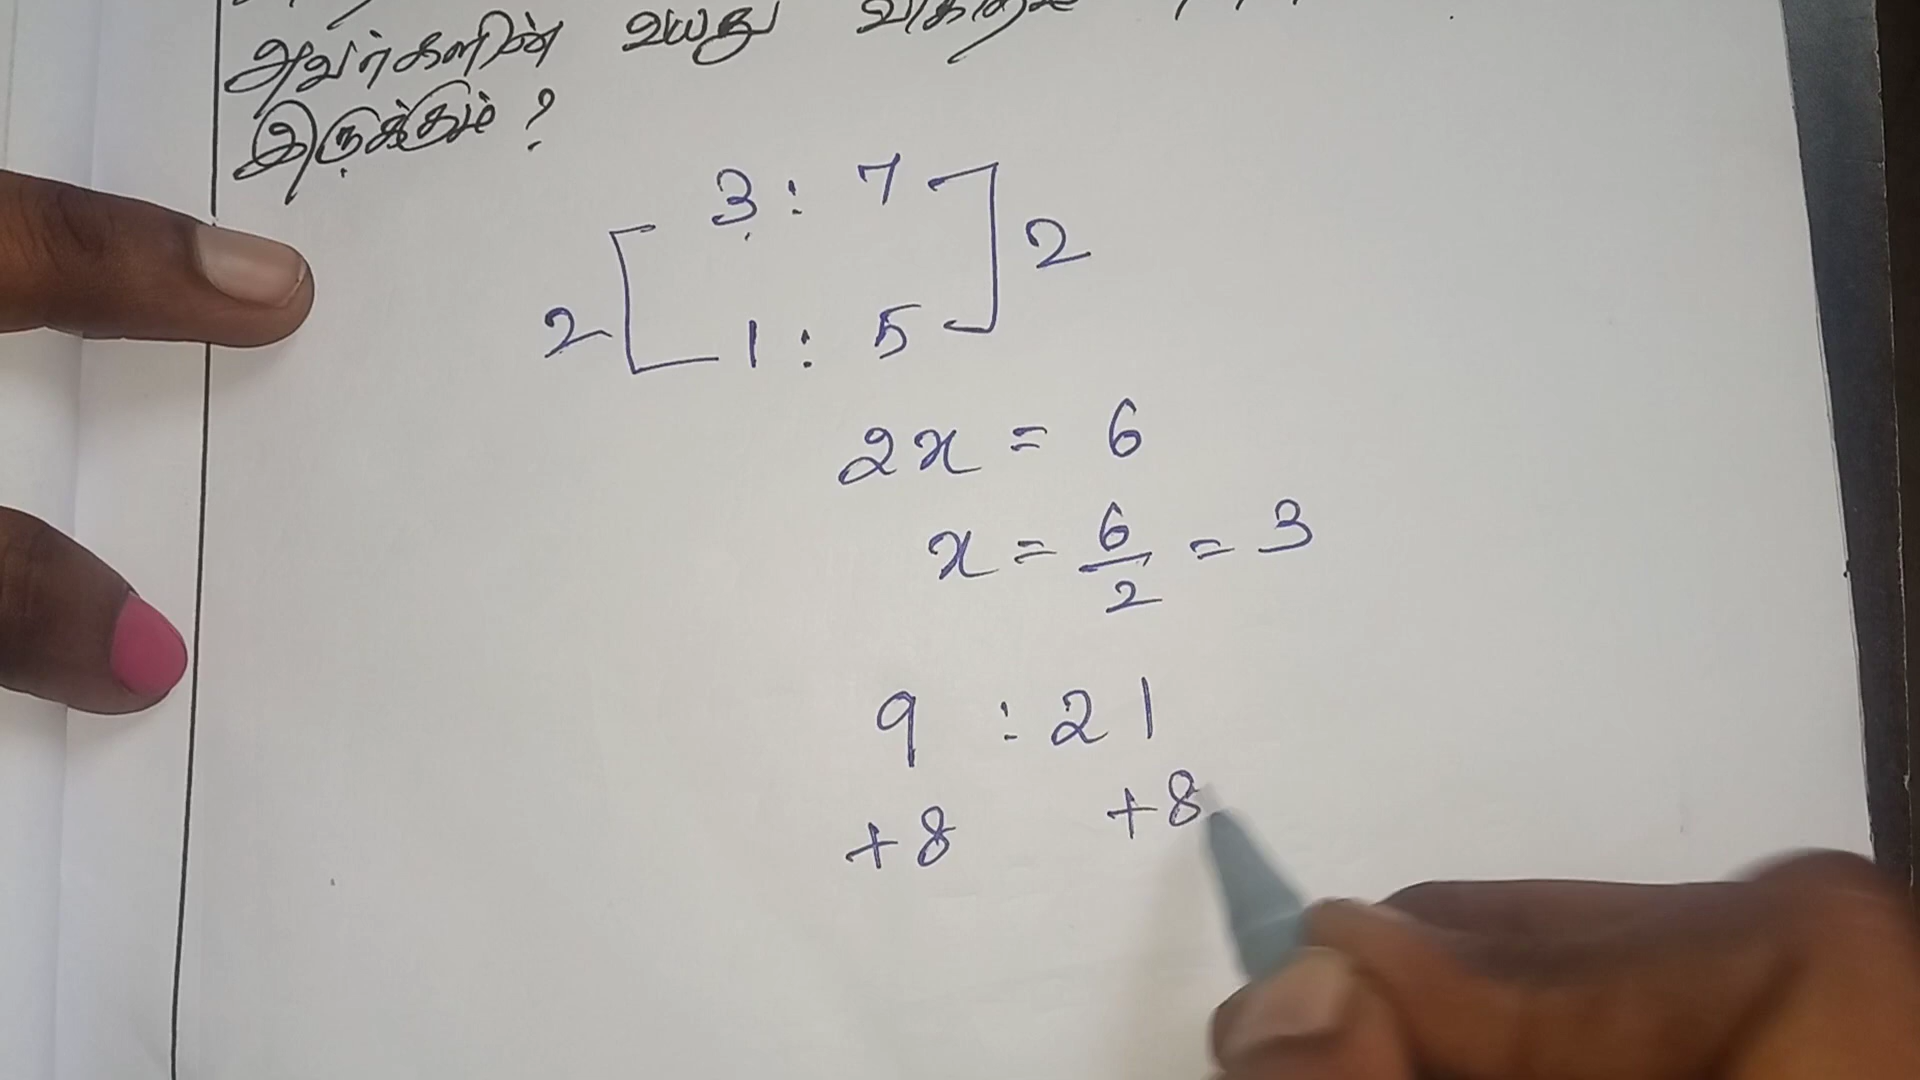 அவர்களின் வயது
இருக்கும் ?
3 : 7
2
2
1 : 5
2x = 6
x = 6/2 = 3
9 : 21
+8 +8